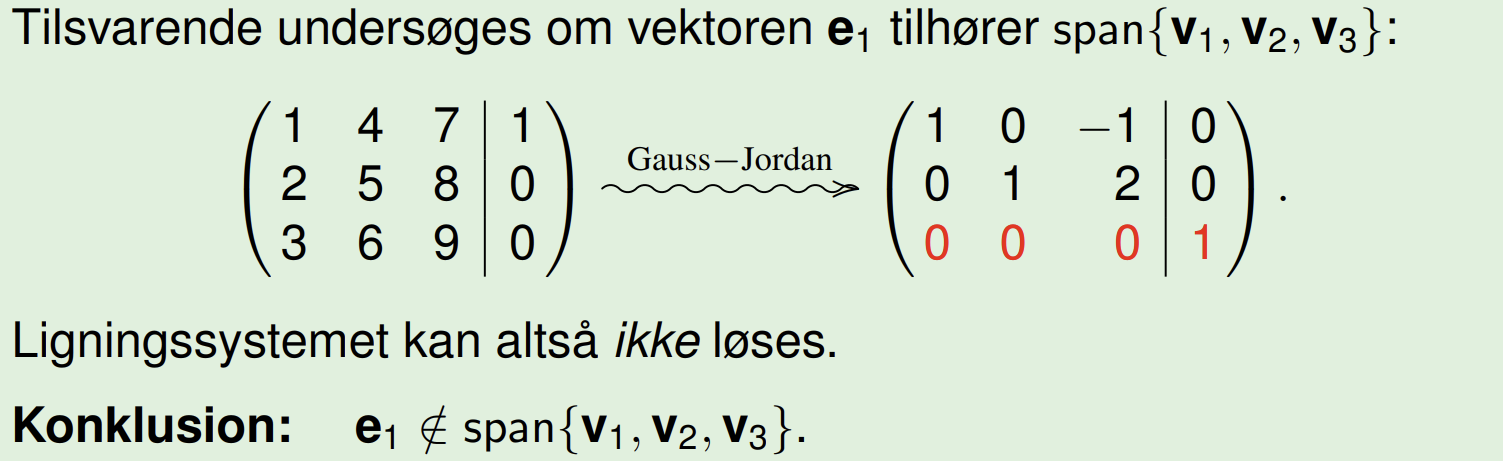 Tilsvarende undersøges om vektoren e₁ tilhører span{v₁, v₂, v₃}:
1 4 7 | 1 Gauss−Jordan 1 0 −1 | 0
2 5 8 | 0 0 1 2 | 0 .
3 6 9 | 0 0 0 0 | 1
Ligningssystemet kan altså ikke løses.
Konklusion: e₁ ∉ span{v₁, v₂, v₃}.